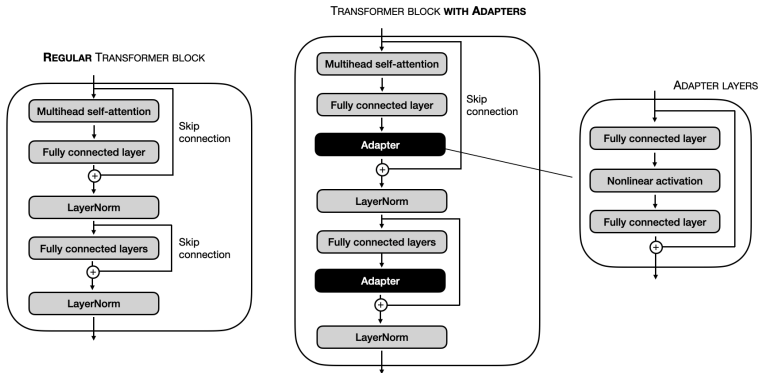 REGULAR TRANSFORMER BLOCK
Multihead self-attention
Fully connected layer
Skip
connection
+
LayerNorm
Fully connected layers
Skip
connection
+
LayerNorm
TRANSFORMER BLOCK WITH ADAPTERS
Multihead self-attention
Fully connected layer
Skip
connection
Adapter
+
LayerNorm
Fully connected layers
Adapter
+
LayerNorm
ADAPTER LAYERS
Fully connected layer
Nonlinear activation
Fully connected layer
+